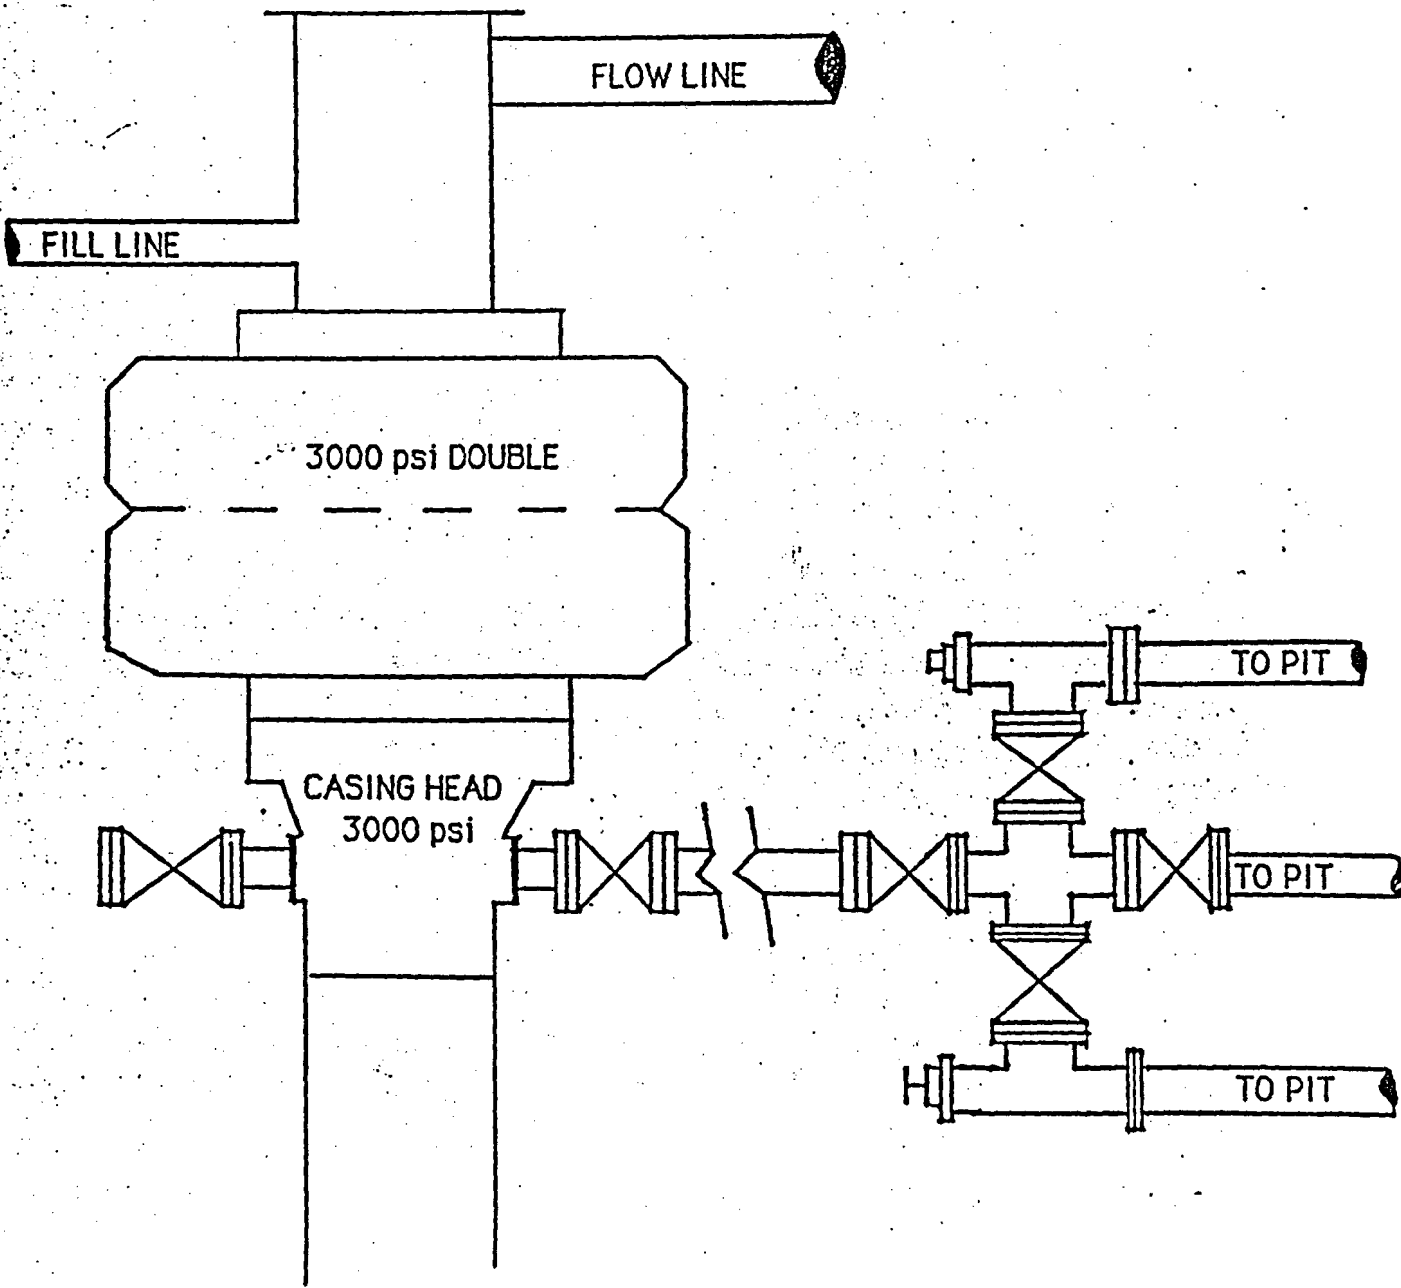 FLOW LINE
FILL LINE
3000 psi DOUBLE
TO PIT
CASING HEAD
3000 psi
TO PIT
TO PIT